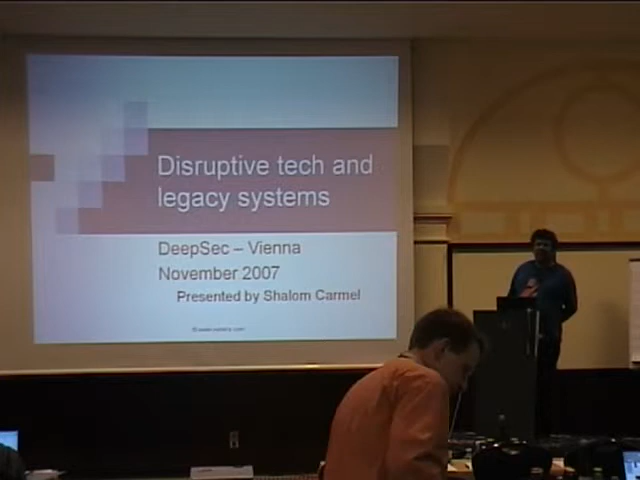 Disruptive tech and
legacy systems
DeepSec – Vienna
November 2007
Presented by Shalom Carmel